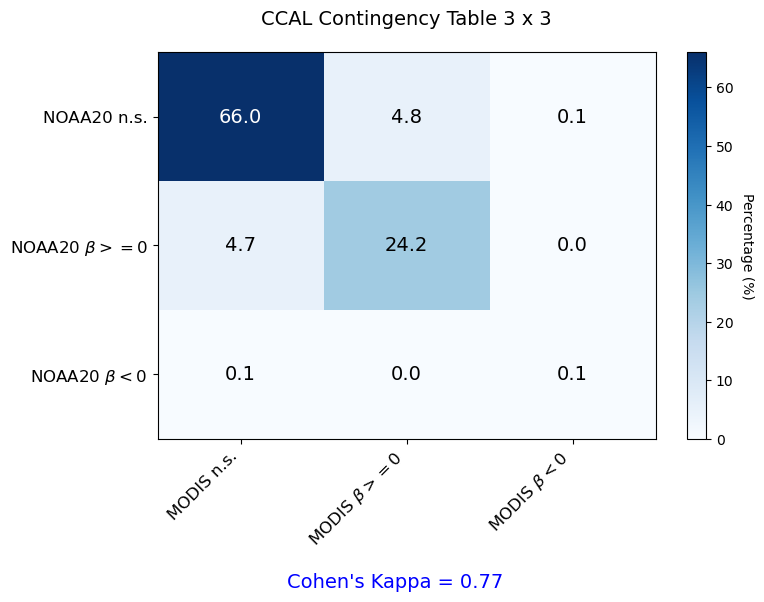 CCAL Contingency Table 3 x 3
NOAA20 n.s. 66.0 4.8 0.1
NOAA20 β >= 0 4.7 24.2 0.0
NOAA20 β < 0 0.1 0.0 0.1
MODIS n.s. MODIS β >= 0 MODIS β < 0
60
50
40
30
20
10
0
Percentage (%)
Cohen's Kappa = 0.77